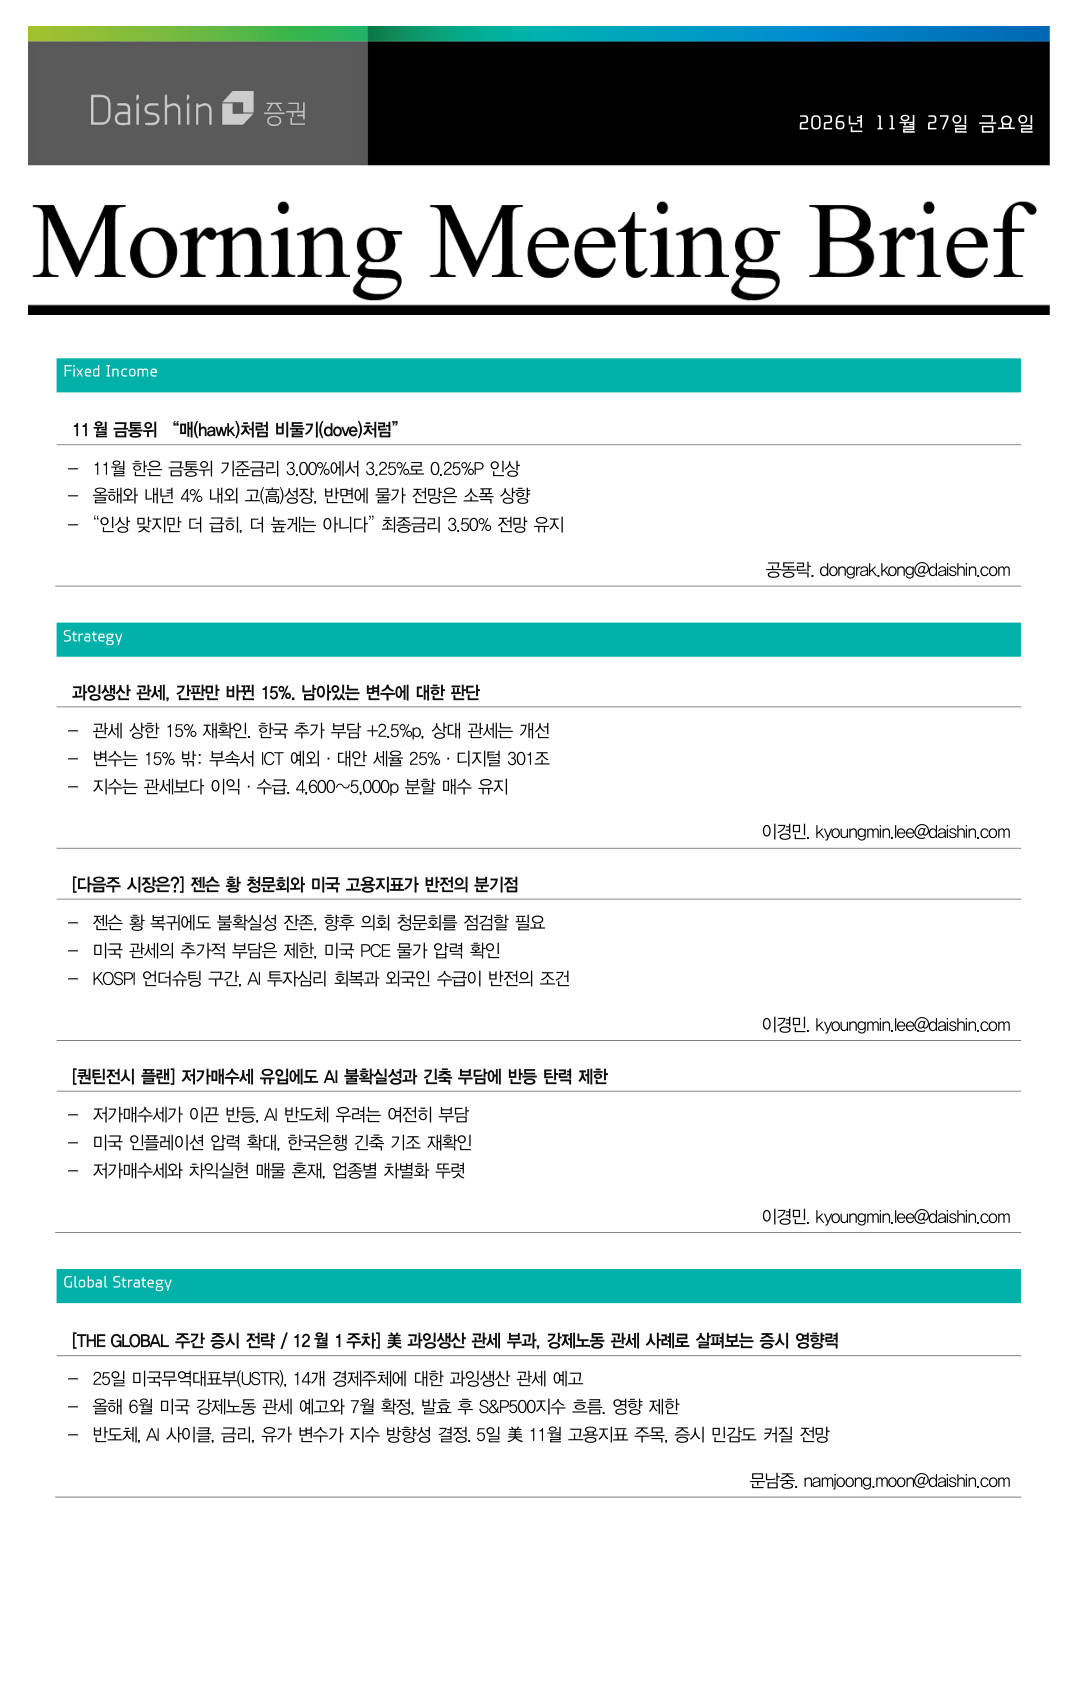 Daishin 증권
2026년 11월 27일 금요일
Morning Meeting Brief
Fixed Income
11월 금통위 “매(hawk)처럼 비둘기(dove)처럼”
- 11월 한은 금통위 기준금리 3.00%에서 3.25%로 0.25%P 인상
- 올해와 내년 4% 내외 고(高)성장, 반면에 물가 전망은 소폭 상향
- “인상 맞지만 더 급히, 더 높게는 아니다” 최종금리 3.50% 전망 유지
공동락. dongrak.kong@daishin.com
Strategy
과잉생산 관세, 간판만 바뀐 15%. 남아있는 변수에 대한 판단
- 관세 상한 15% 재확인. 한국 추가 부담 +2.5%p, 상대 관세는 개선
- 변수는 15% 밖: 부속서 ICT 예외 · 대안 세율 25% · 디지털 301조
- 지수는 관세보다 이익 · 수급. 4,600~5,000p 분할 매수 유지
이경민. kyoungmin.lee@daishin.com
[다음주 시장은?] 젠슨 황 청문회와 미국 고용지표가 반전의 분기점
- 젠슨 황 복귀에도 불확실성 잔존, 향후 의회 청문회를 점검할 필요
- 미국 관세의 추가적 부담은 제한, 미국 PCE 물가 압력 확인
- KOSPI 언더슈팅 구간, AI 투자심리 회복과 외국인 수급이 반전의 조건
이경민. kyoungmin.lee@daishin.com
[퀀틴전시 플랜] 저가매수세 유입에도 AI 불확실성과 긴축 부담에 반등 탄력 제한
- 저가매수세가 이끈 반등, AI 반도체 우려는 여전히 부담
- 미국 인플레이션 압력 확대, 한국은행 긴축 기조 재확인
- 저가매수세와 차익실현 매물 혼재, 업종별 차별화 뚜렷
이경민. kyoungmin.lee@daishin.com
Global Strategy
[THE GLOBAL 주간 증시 전략 / 12월 1주차] 美 과잉생산 관세 부과, 강제노동 관세 사례로 살펴보는 증시 영향력
- 25일 미국무역대표부(USTR), 14개 경제주체에 대한 과잉생산 관세 예고
- 올해 6월 미국 강제노동 관세 예고와 7월 확정, 발효 후 S&P500지수 흐름. 영향 제한
- 반도체, AI 사이클, 금리, 유가 변수가 지수 방향성 결정. 5일 美 11월 고용지표 주목, 증시 민감도 커질 전망
문남중. namjoong.moon@daishin.com